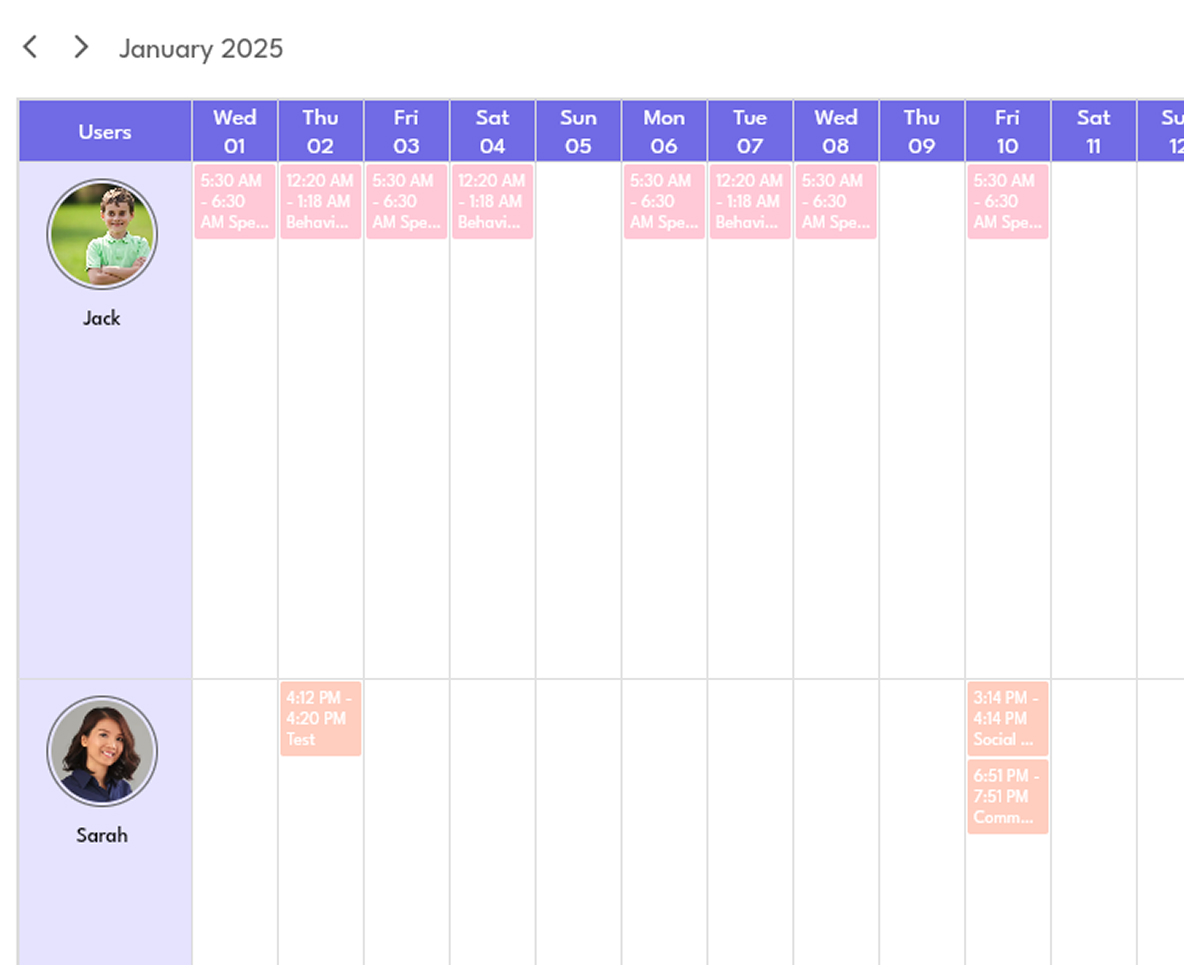 January 2025
Users
Wed
01
Thu
02
Fri
03
Sat
04
Sun
05
Mon
06
Tue
07
Wed
08
Thu
09
Fri
10
Sat
11
Su
12
Jack
5:30 AM
- 6:30
AM Spe...
12:20 AM
- 1:18 AM
Behavi...
5:30 AM
- 6:30
AM Spe...
12:20 AM
- 1:18 AM
Behavi...
5:30 AM
- 6:30
AM Spe...
12:20 AM
- 1:18 AM
Behavi...
5:30 AM
- 6:30
AM Spe...
5:30 AM
- 6:30
AM Spe...
Sarah
4:12 PM -
4:20 PM
Test
3:14 PM -
4:14 PM
Social ...
6:51 PM -
7:51 PM
Comm...